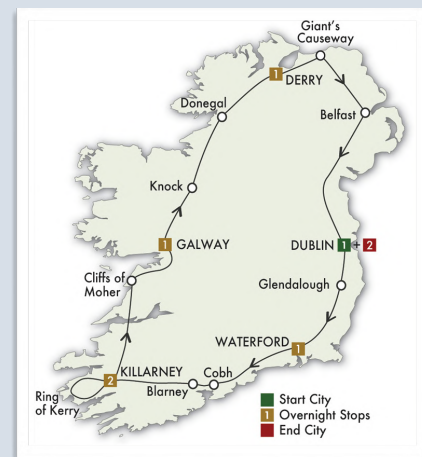 Giant's
Causeway
1 DERRY
Donegal
Belfast
Knock
1 GALWAY
DUBLIN 1 + 2
Cliffs of
Moher
Glendalough
WATERFORD 1
2 KILLARNEY
Cobh
Blarney
Ring
of Kerry
Start City
1 Overnight Stops
End City